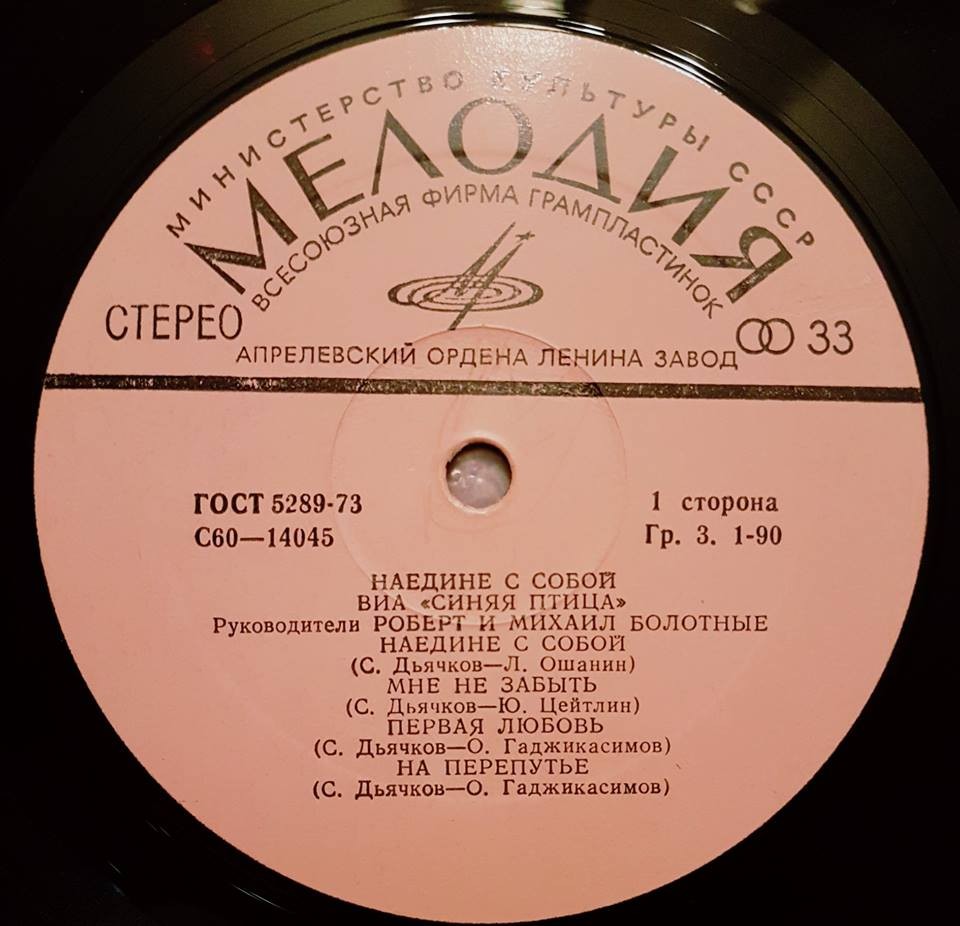 МИНИСТЕРСТВО КУЛЬТУРЫ СССР
МЕЛОДИЯ
ВСЕСОЮЗНАЯ ФИРМА ГРАМПЛАСТИНОК
СТЕРЕО
33
АПРЕЛЕВСКИЙ ОРДЕНА ЛЕНИНА ЗАВОД
ГОСТ 5289-73
С60—14045
1 сторона
Гр. 3. 1-90
НАЕДИНЕ С СОБОЙ
ВИА «СИНЯЯ ПТИЦА»
Руководители РОБЕРТ И МИХАИЛ БОЛОТНЫЕ
НАЕДИНЕ С СОБОЙ
(С. Дьячков—Л. Ошанин)
МНЕ НЕ ЗАБЫТЬ
(С. Дьячков—Ю. Цейтлин)
ПЕРВАЯ ЛЮБОВЬ
(С. Дьячков—О. Гаджикасимов)
НА ПЕРЕПУТЬЕ
(С. Дьячков—О. Гаджикасимов)